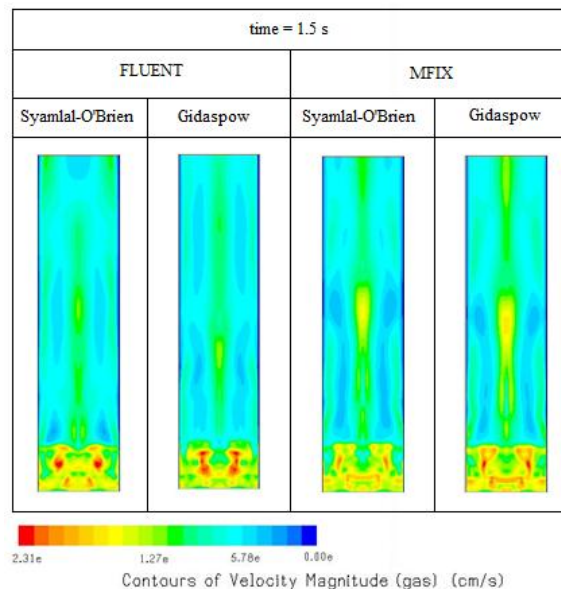 time = 1.5 s
FLUENT MFIX
Syamlal-O'Brien Gidaspow Syamlal-O'Brien Gidaspow
2.31e 1.27e 5.78e 0.00e
Contours of Velocity Magnitude (gas) (cm/s)